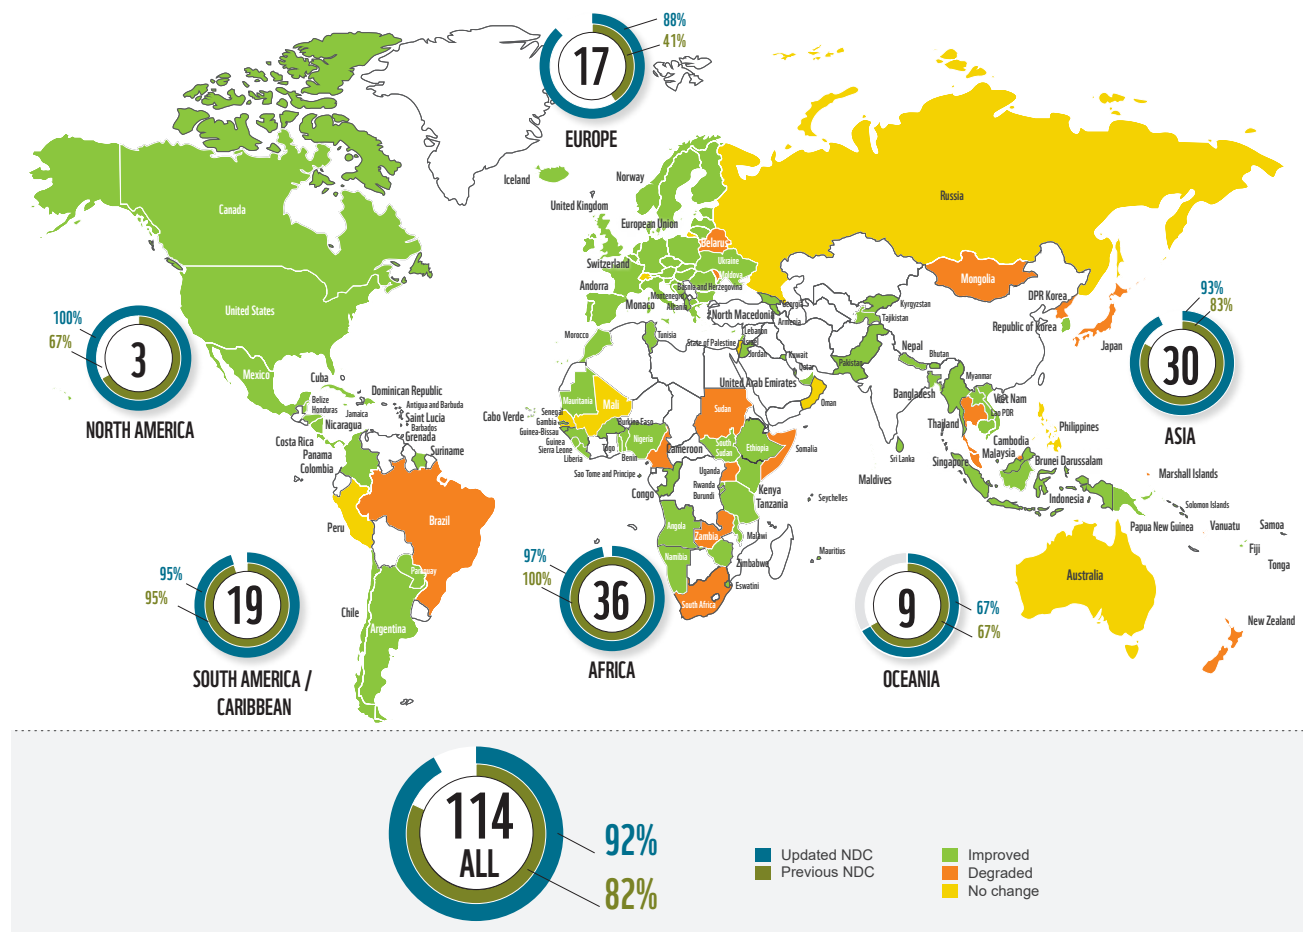 88%
41%
17
EUROPE
Iceland
Norway
United Kingdom
European Union
Canada
Russia
Belarus
Ukraine
Moldova
Switzerland
Andorra
Bosnia and Herzegovina
Montenegro
Monaco
Albania
North Macedonia
Georgia
Armenia
Mongolia
DPR Korea
Republic of Korea
Japan
Kyrgyzstan
Tajikistan
93%
83%
30
ASIA
100%
67%
3
NORTH AMERICA
United States
Mexico
Cuba
Belize
Honduras
Jamaica
Nicaragua
Dominican Republic
Antigua and Barbuda
Saint Lucia
Barbados
Grenada
Suriname
Costa Rica
Panama
Colombia
Peru
Brazil
Paraguay
Chile
Argentina
Morocco
Tunisia
Lebanon
State of Palestine
Israel
Jordan
Kuwait
Qatar
United Arab Emirates
Oman
Pakistan
Nepal
Bhutan
Bangladesh
Myanmar
Viet Nam
Lao PDR
Thailand
Cambodia
Philippines
Malaysia
Brunei Darussalam
Singapore
Indonesia
Sri Lanka
Maldives
Marshall Islands
Solomon Islands
Papua New Guinea
Vanuatu
Samoa
Fiji
Tonga
Australia
New Zealand
Cabo Verde
Mauritania
Mali
Senegal
Gambia
Guinea-Bissau
Guinea
Sierra Leone
Liberia
Burkina Faso
Togo
Benin
Nigeria
Cameroon
Sao Tome and Principe
Congo
Sudan
South
Sudan
Ethiopia
Somalia
Uganda
Rwanda
Burundi
Kenya
Tanzania
Seychelles
Angola
Zambia
Malawi
Namibia
Zimbabwe
Mauritius
Eswatini
South Africa
95%
95%
19
SOUTH AMERICA /
CARIBBEAN
97%
100%
36
AFRICA
67%
67%
9
OCEANIA
114
ALL
92%
82%
Updated NDC
Previous NDC
Improved
Degraded
No change